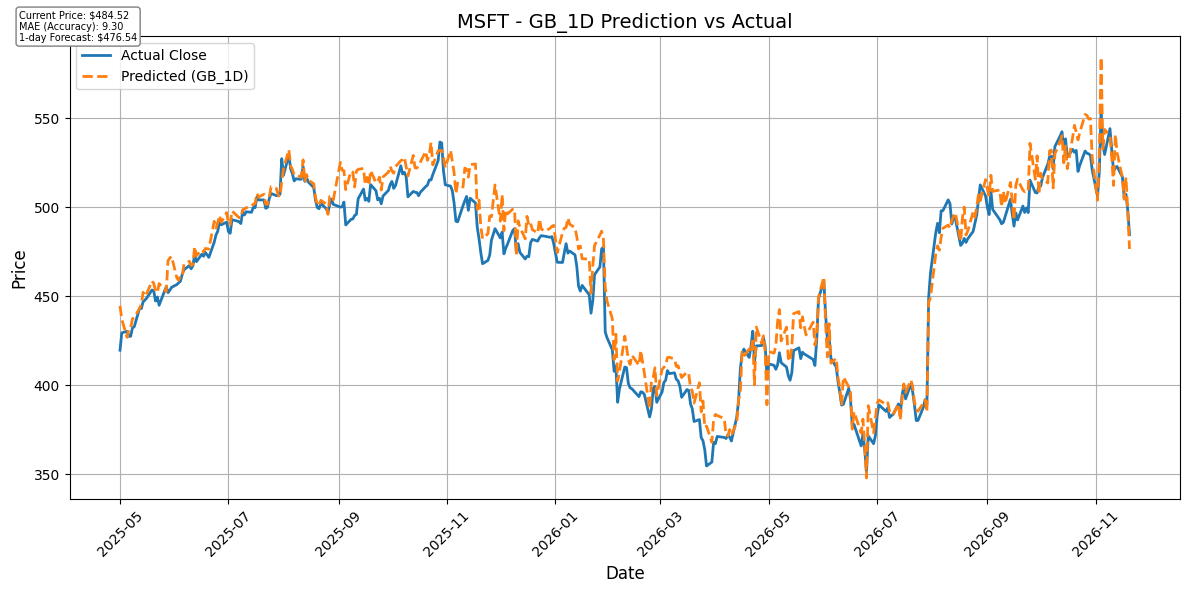 MSFT - GB_1D Prediction vs Actual
Current Price: $484.52
MAE (Accuracy): 9.30
1-day Forecast: $476.54
Actual Close
Predicted (GB_1D)
Price
550
500
450
400
350
2025-05
2025-07
2025-09
2025-11
2026-01
2026-03
2026-05
2026-07
2026-09
2026-11
Date